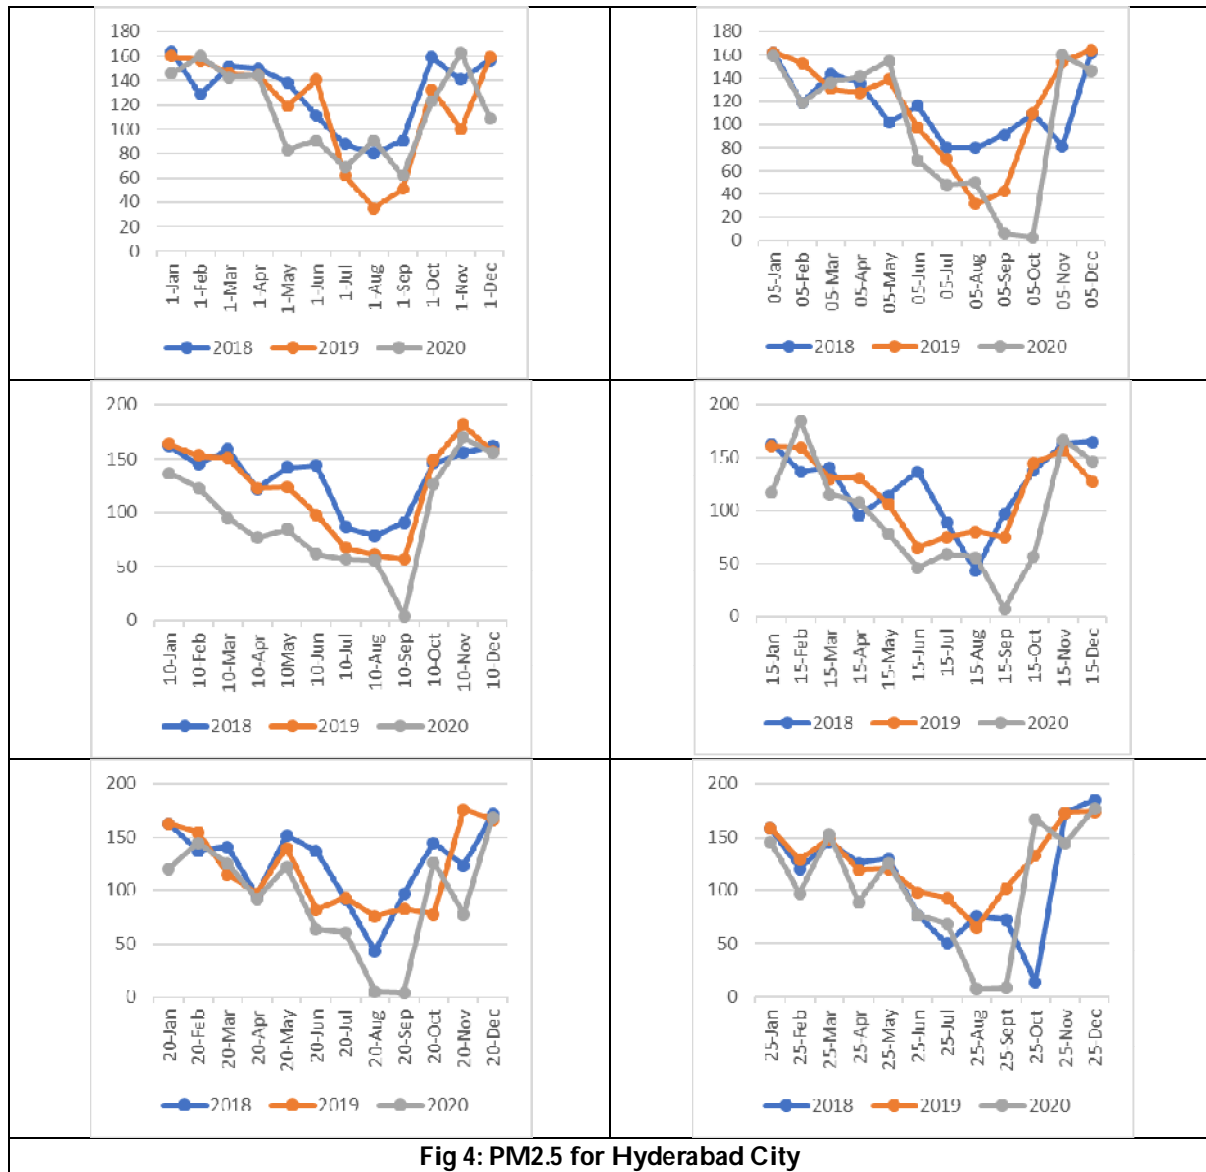 180
160
140
120
100
80
60
40
20
0
1-Jan
1-Feb
1-Mar
1-Apr
1-May
1-Jun
1-Jul
1-Aug
1-Sep
1-Oct
1-Nov
1-Dec
2018 2019 2020
180
160
140
120
100
80
60
40
20
0
05-Jan
05-Feb
05-Mar
05-Apr
05-May
05-Jun
05-Jul
05-Aug
05-Sep
05-Oct
05-Nov
05-Dec
2018 2019 2020
200
150
100
50
0
10-Jan
10-Feb
10-Mar
10-Apr
10May
10-Jun
10-Jul
10-Aug
10-Sep
10-Oct
10-Nov
10-Dec
2018 2019 2020
200
150
100
50
0
15-Jan
15-Feb
15-Mar
15-Apr
15-May
15-Jun
15-Jul
15-Aug
15-Sep
15-Oct
15-Nov
15-Dec
2018 2019 2020
200
150
100
50
0
20-Jan
20-Feb
20-Mar
20-Apr
20-May
20-Jun
20-Jul
20-Aug
20-Sep
20-Oct
20-Nov
20-Dec
2018 2019 2020
200
150
100
50
0
25-Jan
25-Feb
25-Mar
25-Apr
25-May
25-Jun
25-Jul
25-Aug
25-Sept
25-Oct
25-Nov
25-Dec
2018 2019 2020
Fig 4: PM2.5 for Hyderabad City